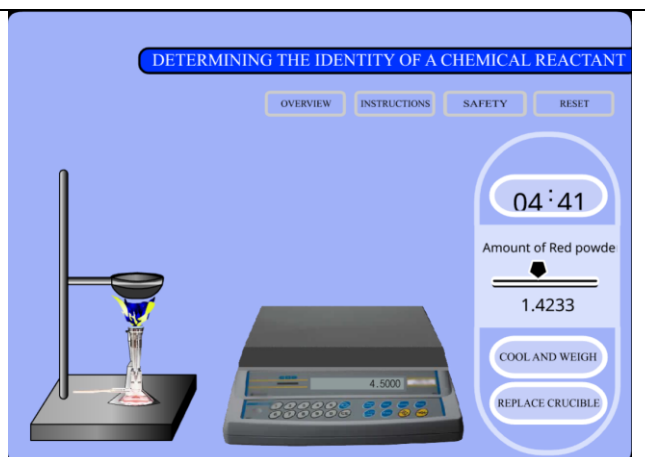 DETERMINING THE IDENTITY OF A CHEMICAL REACTANT
OVERVIEW INSTRUCTIONS SAFETY RESET
04:41
Amount of Red powde
1.4233
COOL AND WEIGH
4.5000
REPLACE CRUCIBLE